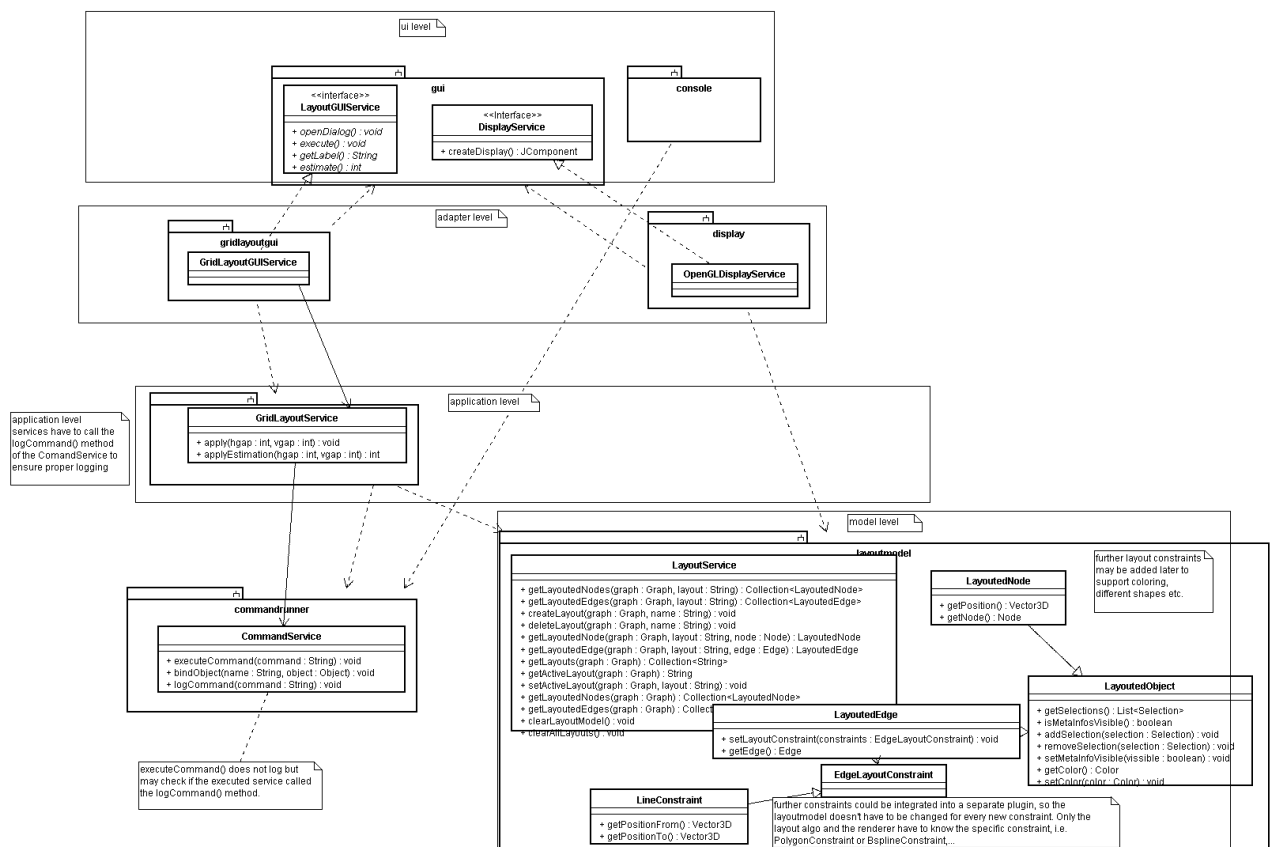 ui level
gui
<<interface>>
LayoutGUIService
+ openDialog() : void
+ execute() : void
+ getLabel() : String
+ estimate() : int
<<Interface>>
DisplayService
+ createDisplay() : JComponent
console
adapter level
gridlayoutgui
GridLayoutGUIService
display
OpenGLDisplayService
application level
services have to call the
logCommand() method
of the ComandService to
ensure proper logging
application level
GridLayoutService
+ apply(hgap : int, vgap : int) : void
+ applyEstimation(hgap : int, vgap : int) : int
model level
layoutmodel
LayoutService
+ getLayoutedNodes(graph : Graph, layout : String) : Collection<LayoutedNode>
+ getLayoutedEdges(graph : Graph, layout : String) : Collection<LayoutedEdge>
+ createLayout(graph : Graph, name : String) : void
+ deleteLayout(graph : Graph, name : String) : void
+ getLayoutedNode(graph : Graph, layout : String, node : Node) : LayoutedNode
+ getLayoutedEdge(graph : Graph, layout : String, edge : Edge) : LayoutedEdge
+ getLayouts(graph : Graph) : Collection<String>
+ getActiveLayout(graph : Graph) : String
+ setActiveLayout(graph : Graph, layout : String) : void
+ getLayoutedNodes(graph : Graph) : Collection<LayoutedNode>
+ getLayoutedEdges(graph : Graph) : Collect
+ clearLayoutModel() : void
+ clearAllLayouts() : void
further layout constraints
may be added later to
support coloring,
different shapes etc.
LayoutedNode
+ getPosition() : Vector3D
+ getNode() : Node
LayoutedObject
+ getSelections() : List<Selection>
+ isMetaInfosVisible() : boolean
+ addSelection(selection : Selection) : void
+ removeSelection(selection : Selection) : void
+ setMetaInfoVisible(vissible : boolean) : void
+ getColor() : Color
+ setColor(color : Color) : void
commandrunner
CommandService
+ executeCommand(command : String) : void
+ bindObject(name : String, object : Object) : void
+ logCommand(command : String) : void
LayoutedEdge
+ setLayoutConstraint(constraints : EdgeLayoutConstraint) : void
+ getEdge() : Edge
executeCommand() does not log but
may check if the executed service called
the logCommand() method.
EdgeLayoutConstraint
LineConstraint
+ getPositionFrom() : Vector3D
+ getPositionTo() : Vector3D
further constraints could be integrated into a separate plugin, so the
layoutmodel doesn't have to be changed for every new constraint. Only the
layout algo and the renderer have to know the specific constraint, i.e.
PolygonConstraint or BsplineConstraint,...